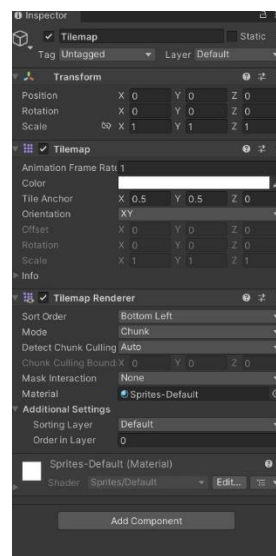 Inspector
Tilemap Static
Tag Untagged Layer Default
Transform
Position X 0 Y 0 Z 0
Rotation X 0 Y 0 Z 0
Scale X 1 Y 1 Z 1
Tilemap
Animation Frame Rate 1
Color
Tile Anchor X 0.5 Y 0.5 Z 0
Orientation XY
Offset X 0 Y 0 Z 0
Rotation X 0 Y 0 Z 0
Scale X 1 Y 1 Z 1
Info
Tilemap Renderer
Sort Order Bottom Left
Mode Chunk
Detect Chunk Culling Auto
Chunk Culling Bound X 0 Y 0 Z 0
Mask Interaction None
Material Sprites-Default
Additional Settings
Sorting Layer Default
Order in Layer 0
Sprites-Default (Material)
Shader Sprites/Default Edit...
Add Component